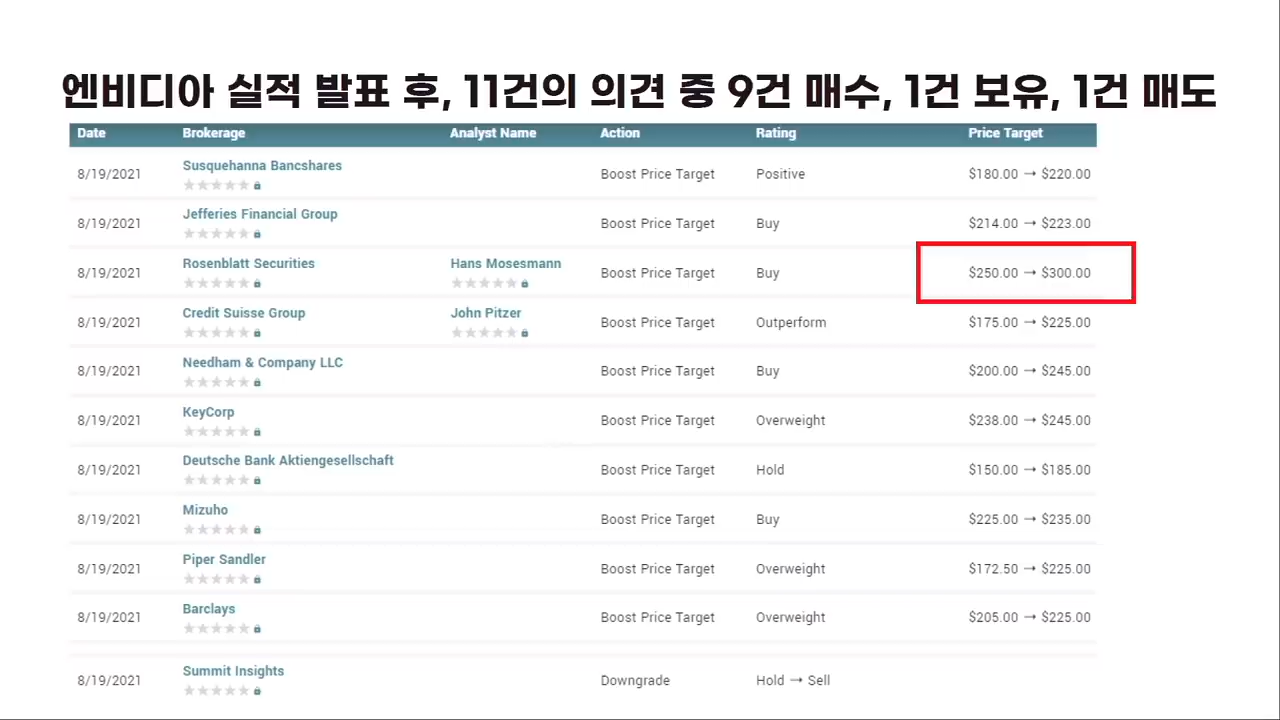 엔비디아 실적 발표 후, 11건의 의견 중 9건 매수, 1건 보유, 1건 매도
Date Brokerage Analyst Name Action Rating Price Target
8/19/2021 Susquehanna Bancshares Boost Price Target Positive $180.00 → $220.00
8/19/2021 Jefferies Financial Group Boost Price Target Buy $214.00 → $223.00
8/19/2021 Rosenblatt Securities Hans Mosesmann Boost Price Target Buy $250.00 → $300.00
8/19/2021 Credit Suisse Group John Pitzer Boost Price Target Outperform $175.00 → $225.00
8/19/2021 Needham & Company LLC Boost Price Target Buy $200.00 → $245.00
8/19/2021 KeyCorp Boost Price Target Overweight $238.00 → $245.00
8/19/2021 Deutsche Bank Aktiengesellschaft Boost Price Target Hold $150.00 → $185.00
8/19/2021 Mizuho Boost Price Target Buy $225.00 → $235.00
8/19/2021 Piper Sandler Boost Price Target Overweight $172.50 → $225.00
8/19/2021 Barclays Boost Price Target Overweight $205.00 → $225.00
8/19/2021 Summit Insights Downgrade Hold → Sell